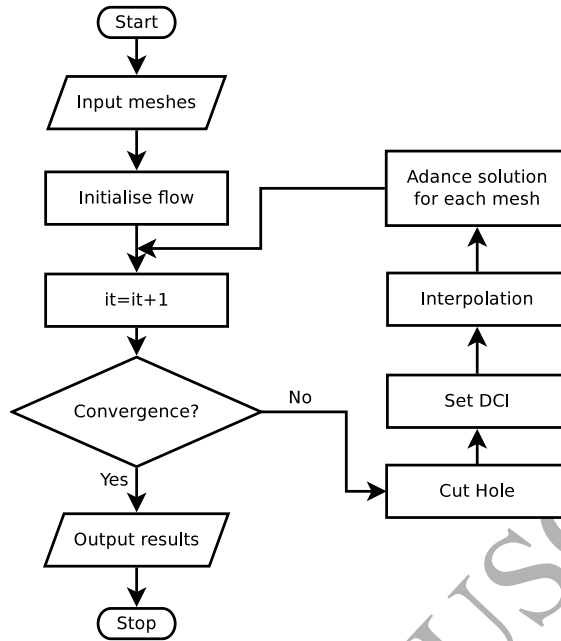 Start
Input meshes
Initialise flow
it=it+1
Convergence?
Yes
No
Output results
Stop
Adance solution
for each mesh
Interpolation
Set DCI
Cut Hole
USC